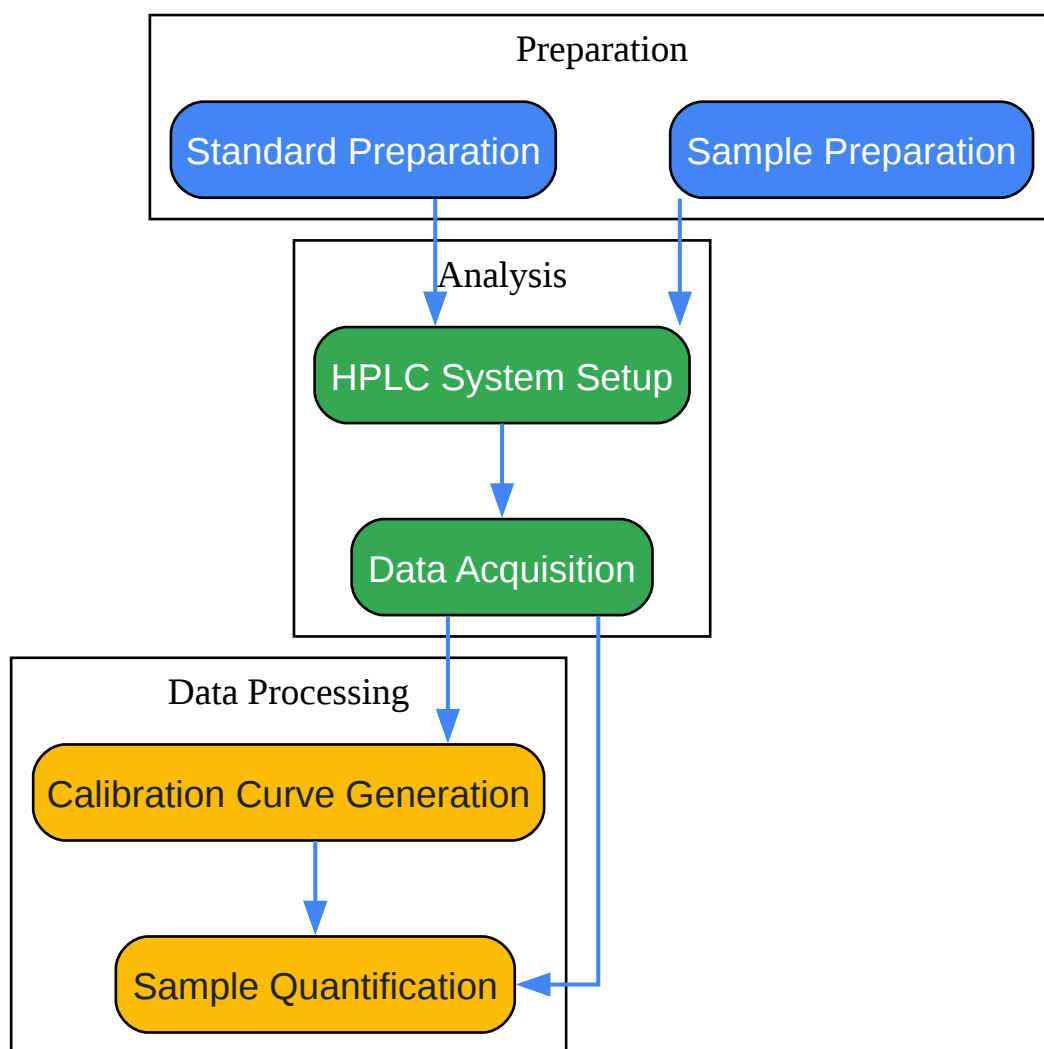 Preparation
Standard Preparation
Sample Preparation
Analysis
HPLC System Setup
Data Acquisition
Data Processing
Calibration Curve Generation
Sample Quantification